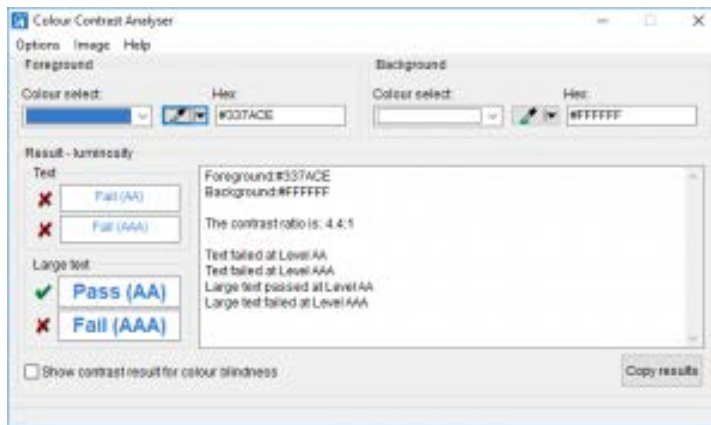 Colour Contrast Analyser
Options Image Help
Foreground
Background
Colour select:
Hex:
#337ACE
Colour select:
Hex:
#FFFFFF
Result - luminosity
Text
Fail (AA)
Fail (AAA)
Large text
Pass (AA)
Fail (AAA)
Foreground:#337ACE
Background:#FFFFFF
The contrast ratio is: 4.4:1
Text failed at Level AA
Text failed at Level AAA
Large text passed at Level AA
Large text failed at Level AAA
Show contrast result for colour blindness
Copy results